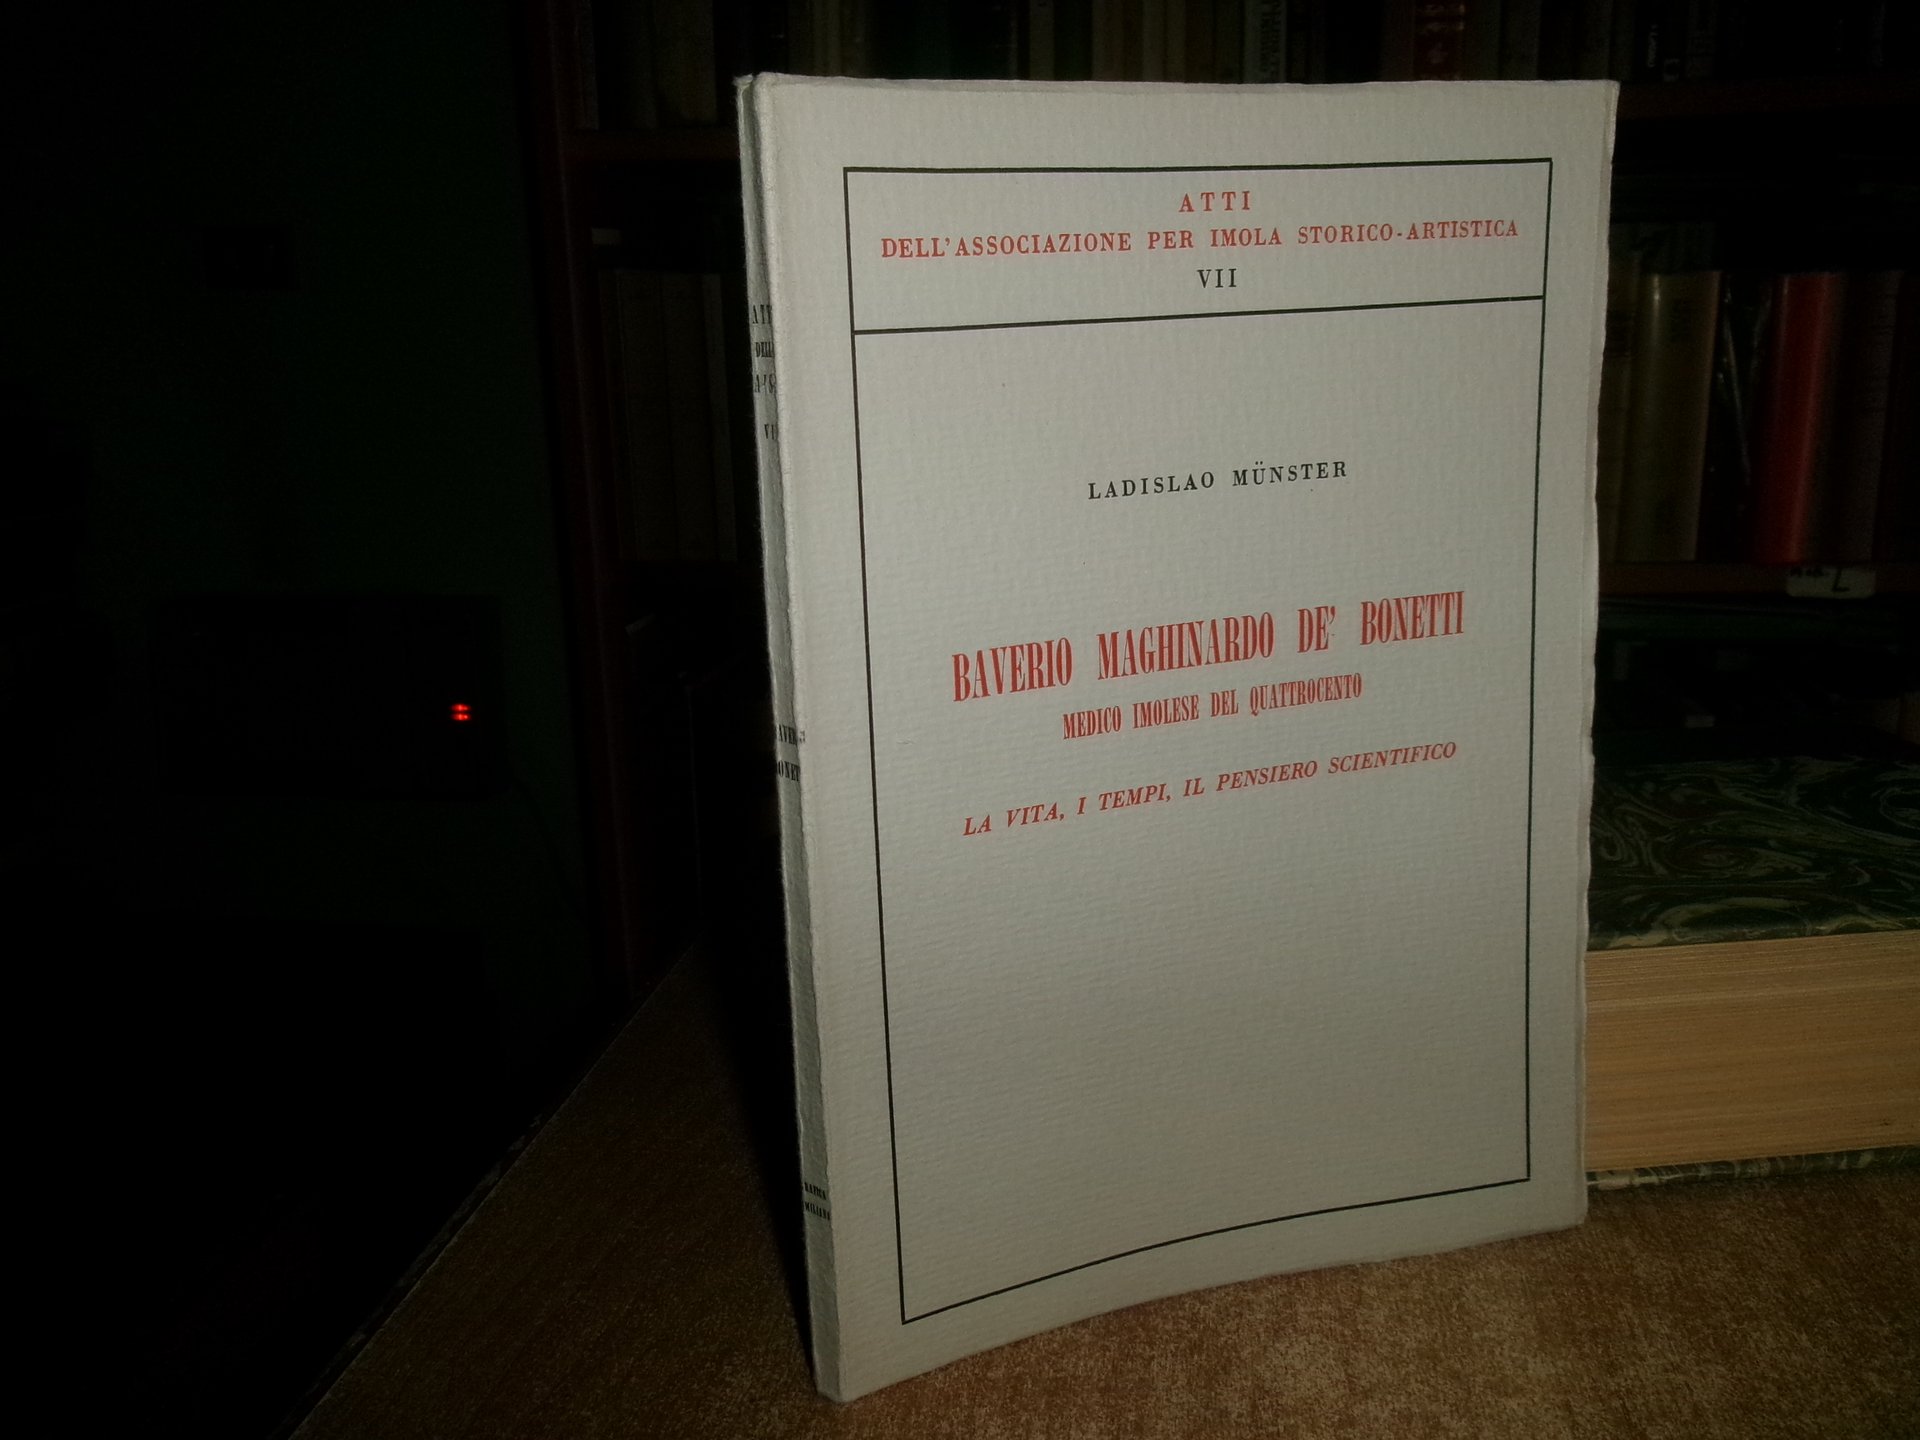 ATTI
DELL'ASSOCIAZIONE PER IMOLA STORICO-ARTISTICA
VII
LADISLAO MÜNSTER
BAVERIO MAGHINARDO DE' BONETTI
MEDICO IMOLESE DEL QUATTROCENTO
LA VITA, I TEMPI, IL PENSIERO SCIENTIFICO